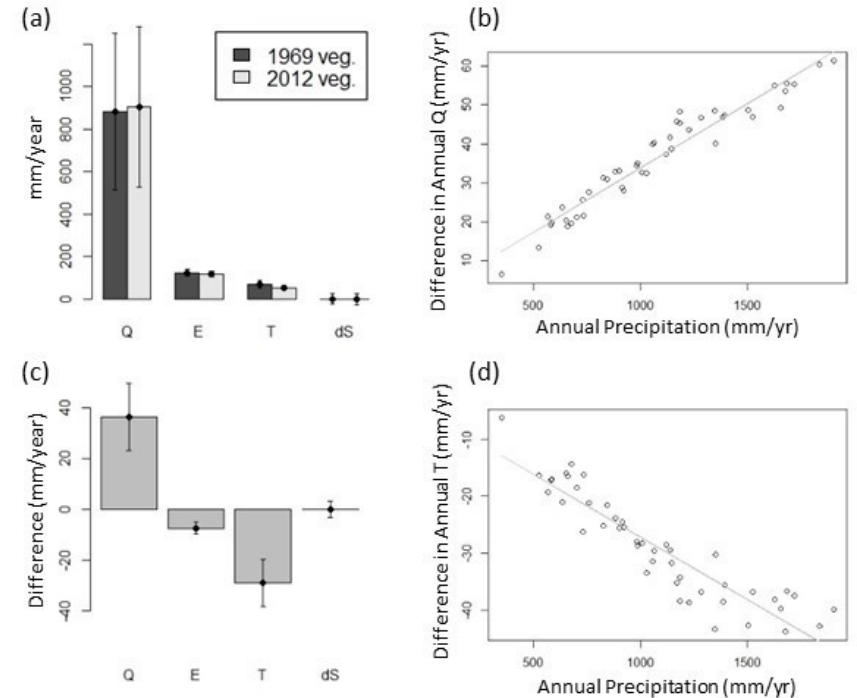 (a)
mm/year
1000
800
600
400
200
0
1969 veg.
2012 veg.
Q E T dS
(b)
Difference in Annual Q (mm/yr)
60
50
40
30
20
10
500 1000 1500
Annual Precipitation (mm/yr)
(c)
Difference (mm/year)
40
20
0
-20
-40
Q E T dS
(d)
Difference in Annual T (mm/yr)
-10
-20
-30
-40
500 1000 1500
Annual Precipitation (mm/yr)